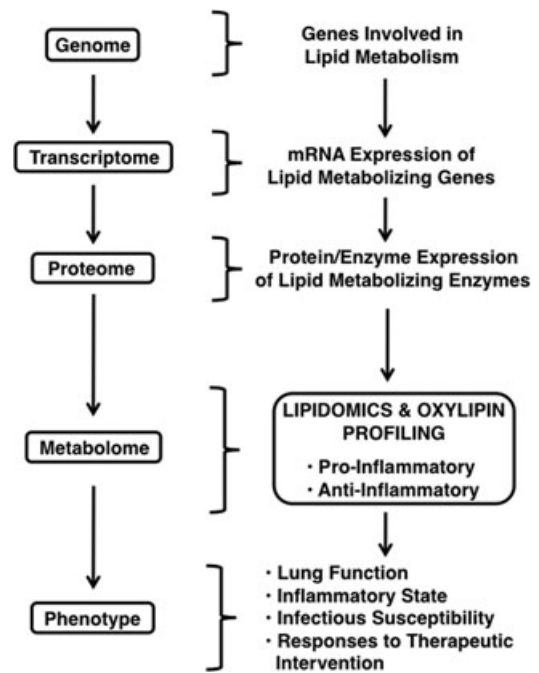 Genome
Genes Involved in
Lipid Metabolism
Transcriptome
mRNA Expression of
Lipid Metabolizing Genes
Proteome
Protein/Enzyme Expression
of Lipid Metabolizing Enzymes
Metabolome
LIPIDOMICS & OXYLIPIN
PROFILING
· Pro-Inflammatory
· Anti-Inflammatory
Phenotype
· Lung Function
· Inflammatory State
· Infectious Susceptibility
· Responses to Therapeutic
Intervention